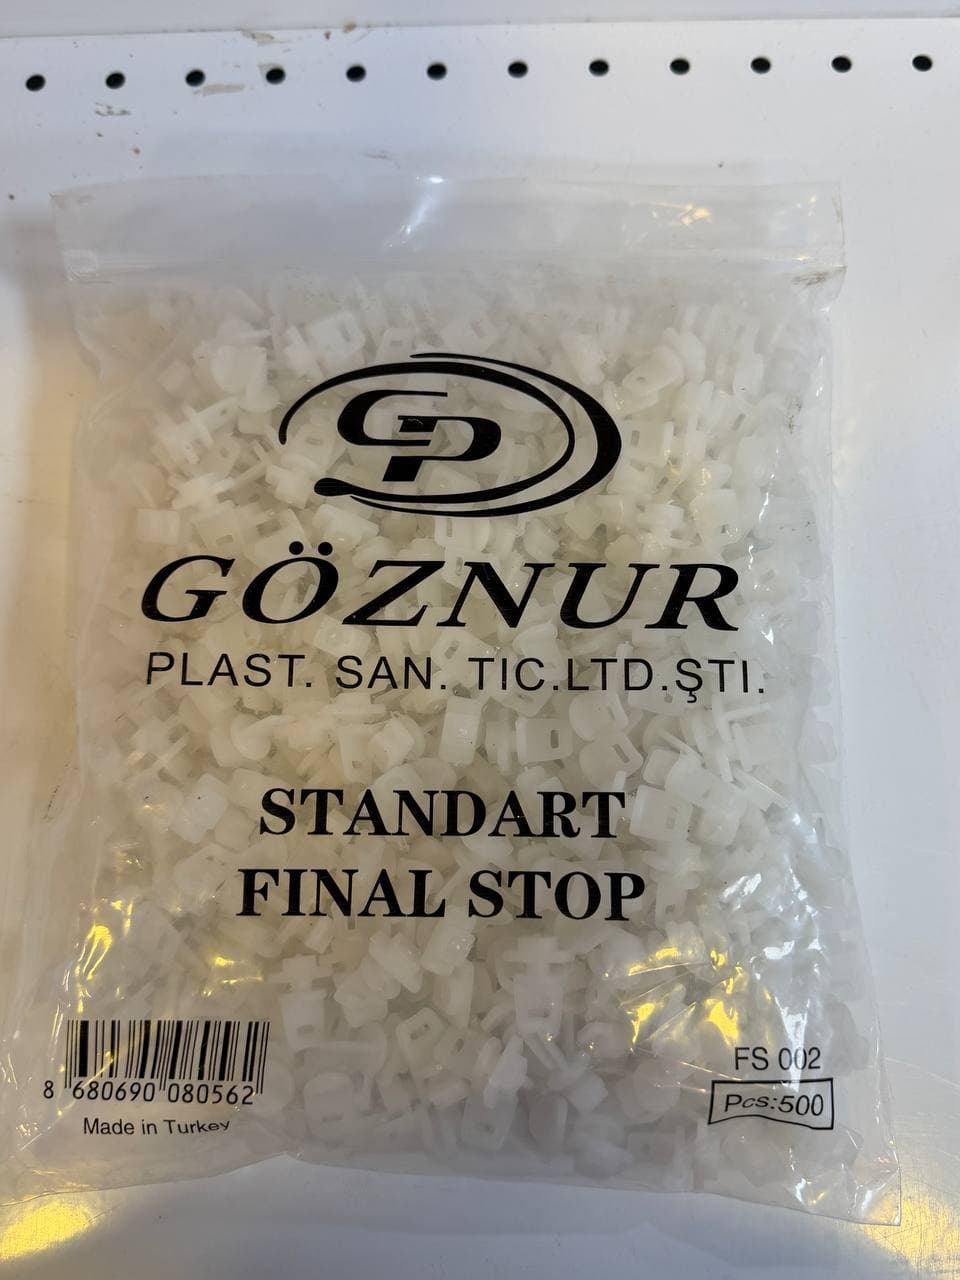 GP
GÖZNUR
PLAST. SAN. TIC.LTD.ŞTI.
STANDART
FINAL STOP
8 680690 080562
Made in Turkey
FS 002
Pcs:500